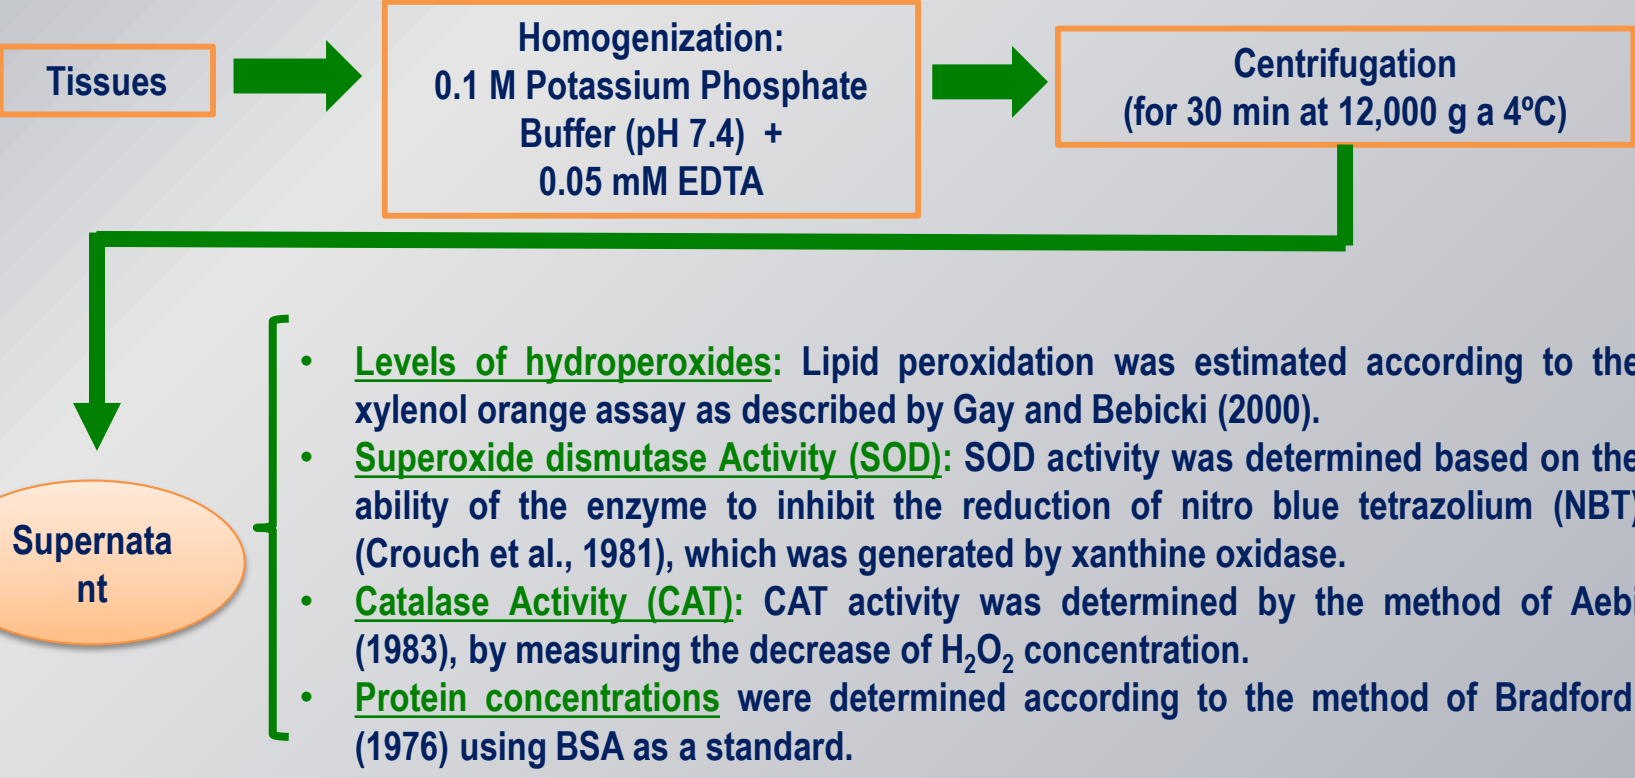 Tissues
Homogenization:
0.1 M Potassium Phosphate
Buffer (pH 7.4) +
0.05 mM EDTA
Centrifugation
(for 30 min at 12,000 g a 4ºC)
Supernata
nt
• Levels of hydroperoxides: Lipid peroxidation was estimated according to the
xylenol orange assay as described by Gay and Bebicki (2000).
• Superoxide dismutase Activity (SOD): SOD activity was determined based on the
ability of the enzyme to inhibit the reduction of nitro blue tetrazolium (NBT)
(Crouch et al., 1981), which was generated by xanthine oxidase.
• Catalase Activity (CAT): CAT activity was determined by the method of Aebi
(1983), by measuring the decrease of H₂O₂ concentration.
• Protein concentrations were determined according to the method of Bradford
(1976) using BSA as a standard.